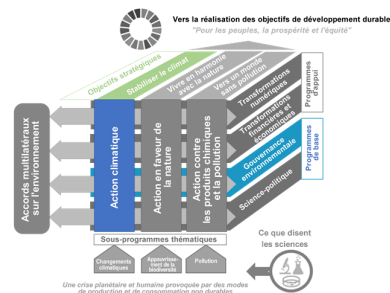 Vers la réalisation des objectifs de développement durable
"Pour les peuples, la prospérité et l'équité"
Objectifs stratégiques
Stabiliser le climat
Vivre en harmonie
avec la nature
Vers un monde
sans pollution
Transformations
numériques
Transformations
financières et
économiques
Gouvernance
environnementale
Science-politique
Programmes
d'appui
Programmes
de base
Accords multilatéraux
sur l'environnement
Action climatique
Action en faveur de
la nature
Action contre
les produits chimiques
et la pollution
Sous-programmes thématiques
Changements
climatiques
Appauvrisse-
ment de la
biodiversité
Pollution
Ce que disent
les sciences
Une crise planétaire et humaine provoquée par des modes
de production et de consommation non durables